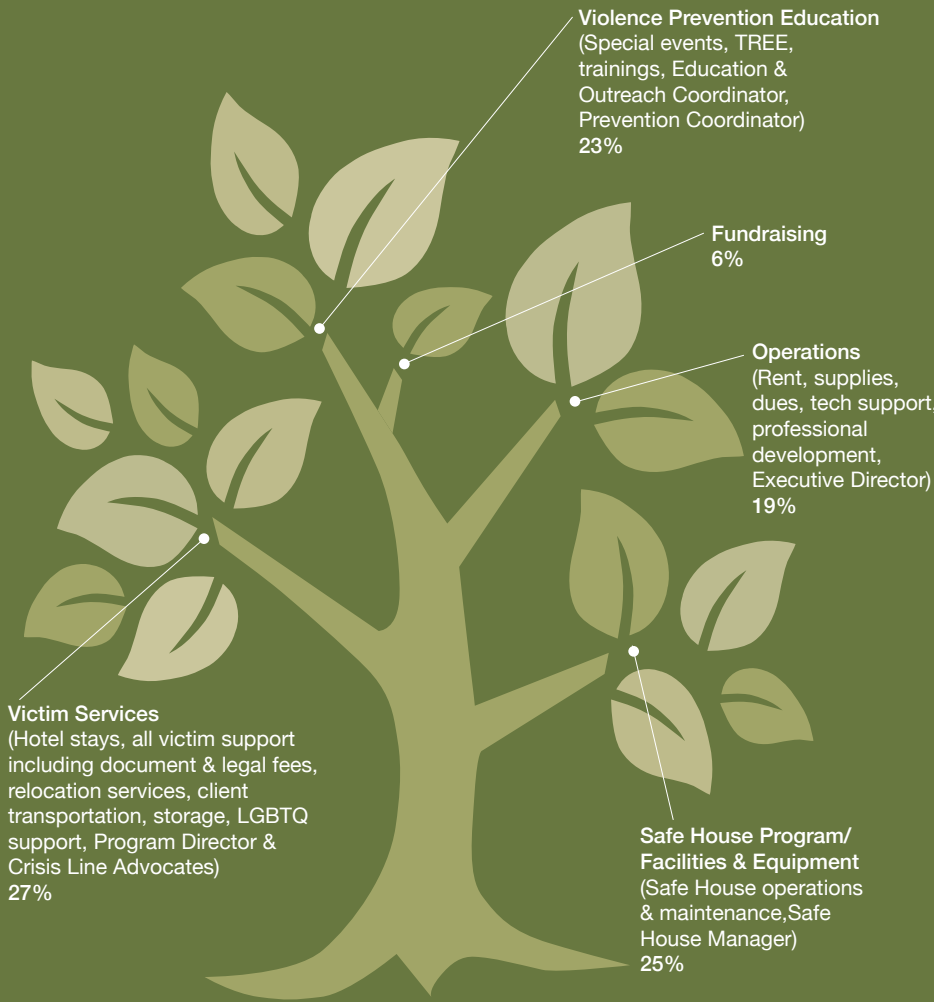 Violence Prevention Education
(Special events, TREE,
trainings, Education &
Outreach Coordinator,
Prevention Coordinator)
23%
Fundraising
6%
Operations
(Rent, supplies,
dues, tech support,
professional
development,
Executive Director)
19%
Victim Services
(Hotel stays, all victim support
including document & legal fees,
relocation services, client
transportation, storage, LGBTQ
support, Program Director &
Crisis Line Advocates)
27%
Safe House Program/
Facilities & Equipment
(Safe House operations
& maintenance,Safe
House Manager)
25%